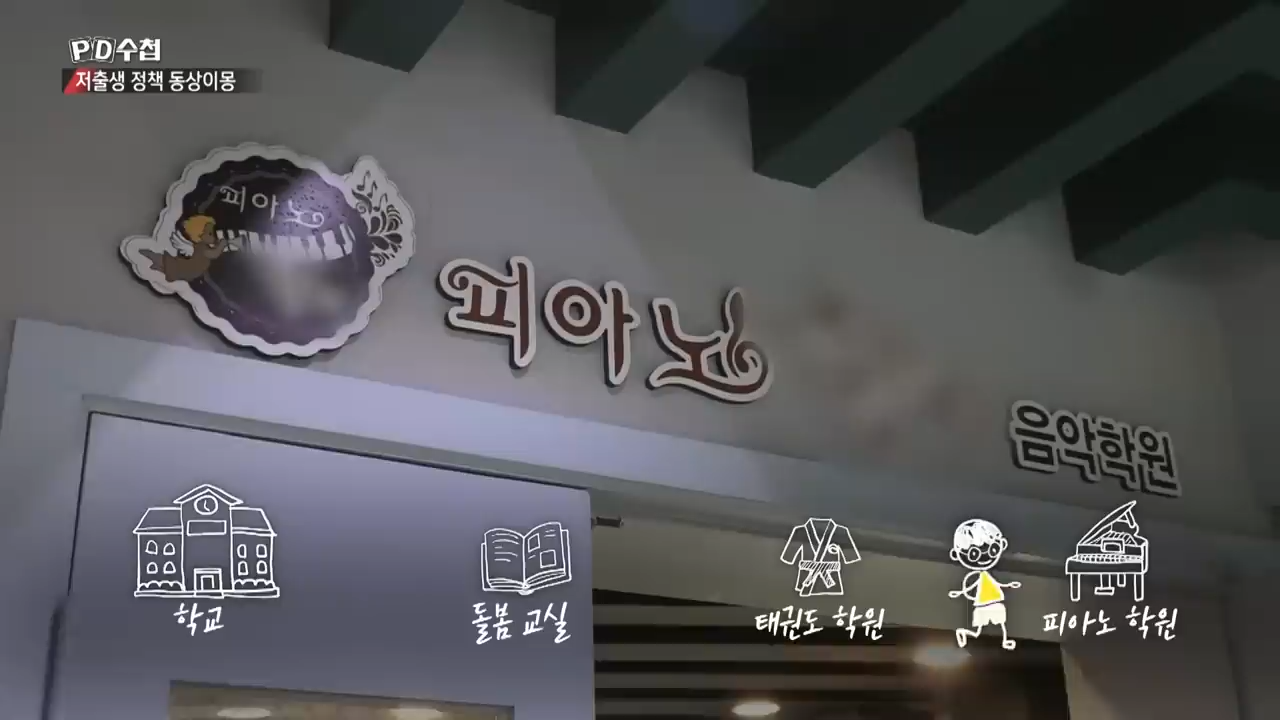 PD수첩
저출생 정책 동상이몽
피아노
피아노
음악학원
학교
돌봄 교실
태권도 학원
피아노 학원